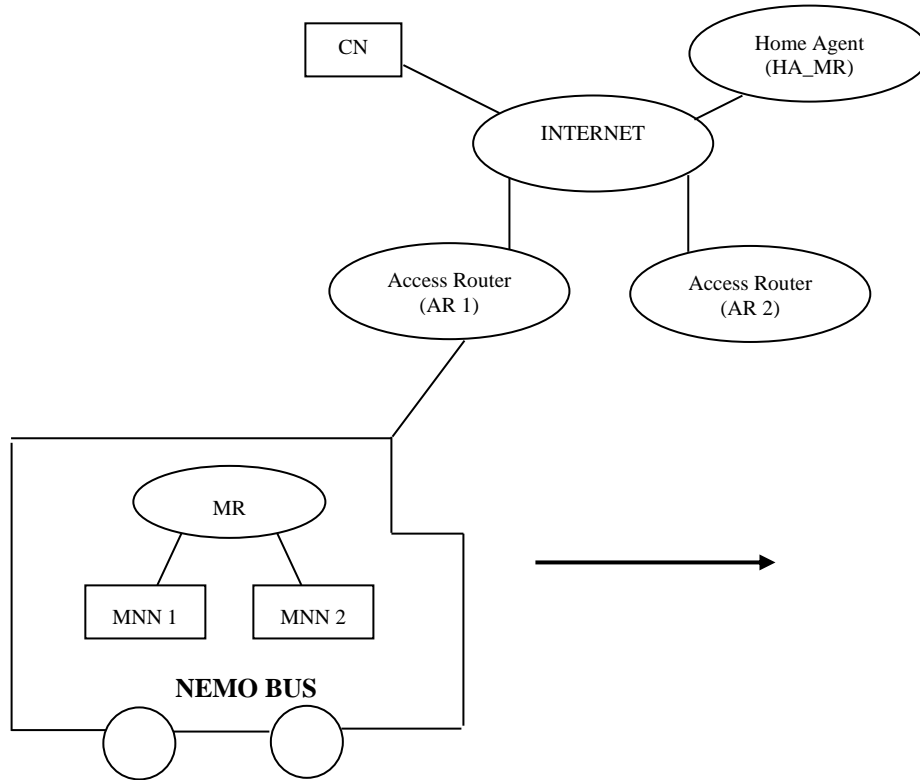 CN
Home Agent
(HA_MR)
INTERNET
Access Router
(AR 1)
Access Router
(AR 2)
MR
MNN 1
MNN 2
NEMO BUS